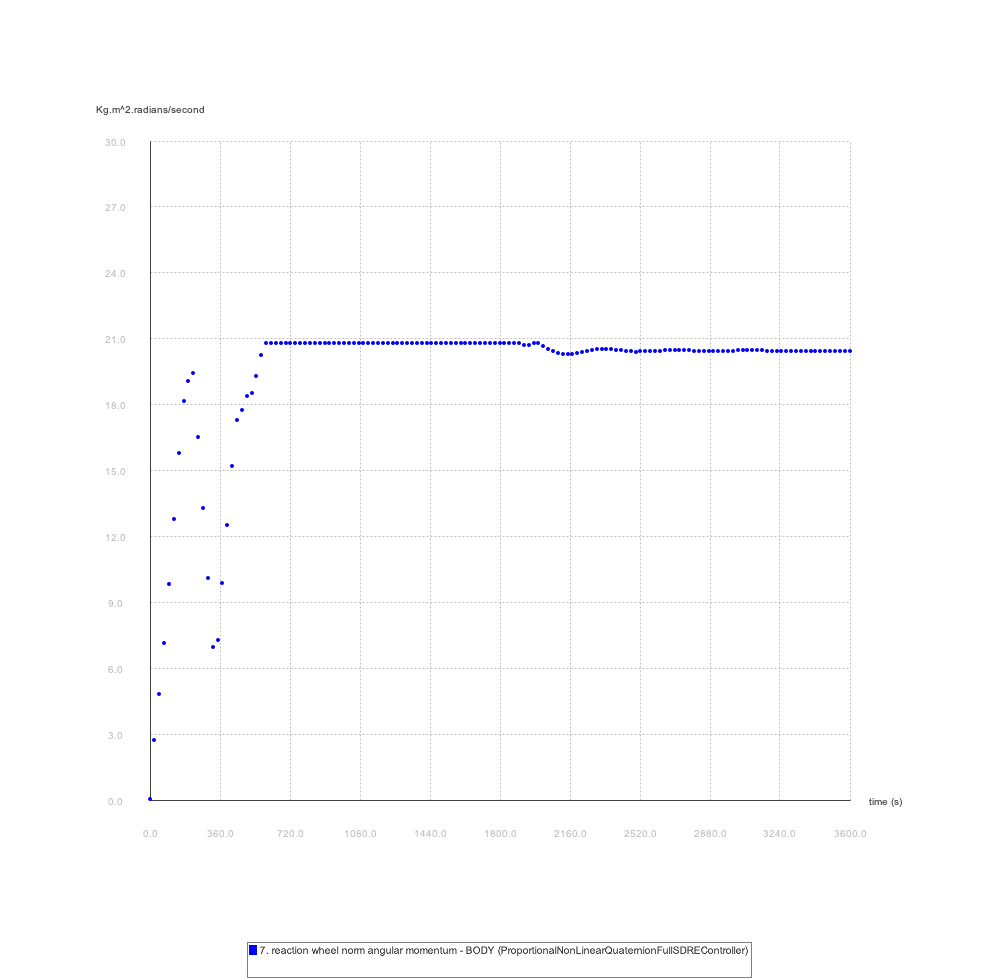 Kg.m^2.radians/second
30.0
27.0
24.0
21.0
18.0
15.0
12.0
9.0
6.0
3.0
0.0
time (s)
0.0 360.0 720.0 1080.0 1440.0 1800.0 2160.0 2520.0 2880.0 3240.0 3600.0
7. reaction wheel norm angular momentum - BODY (ProportionalNonLinearQuaternionFullSDREController)